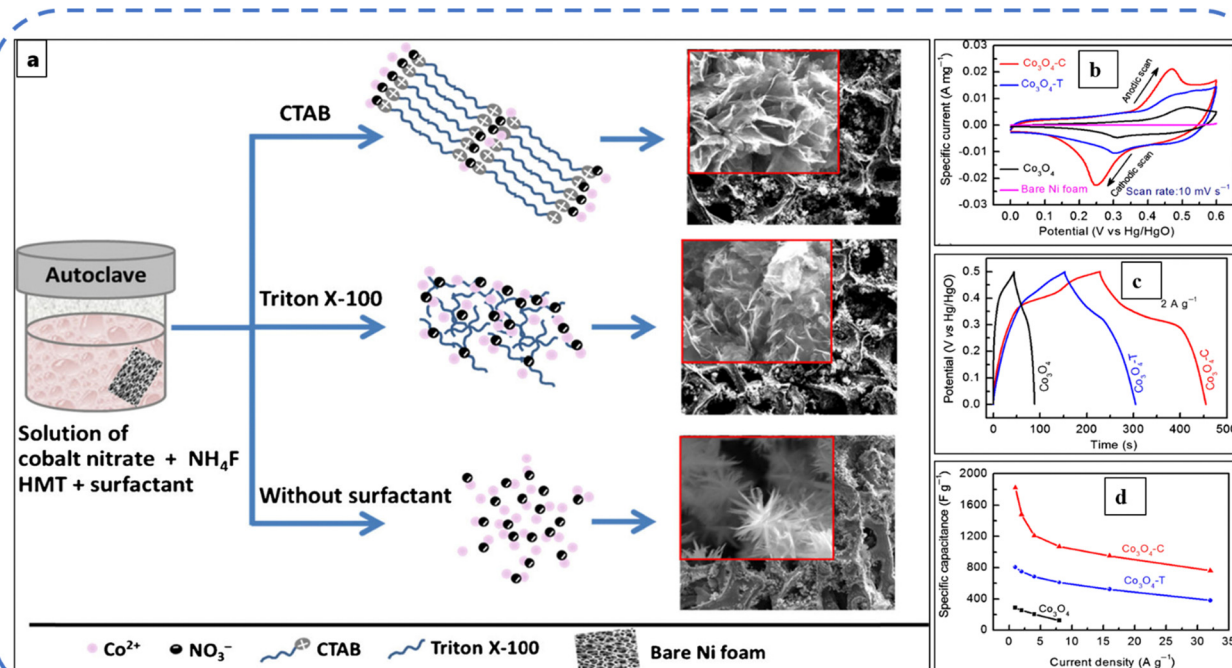 a
CTAB
Autoclave
Triton X-100
Solution of
cobalt nitrate + NH₄F
HMT + surfactant
Without surfactant
Co²⁺
NO₃⁻
CTAB
Triton X-100
Bare Ni foam
b
Specific current (A mg⁻¹)
0.03
0.02
0.01
0.00
-0.01
-0.02
-0.03
Co₃O₄-C
Co₃O₄-T
Anodic scan
Co₃O₄
Cathodic scan
Bare Ni foam
Scan rate:10 mV s⁻¹
0.0 0.1 0.2 0.3 0.4 0.5 0.6
Potential (V vs Hg/HgO)
c
Potential (V vs Hg/HgO)
0.5
0.4
0.3
0.2
0.1
0.0
2 A g⁻¹
Co₃O₄
Co₃O₄-T
Co₃O₄-C
0 100 200 300 400 500
Time (s)
d
Specific capacitance (F g⁻¹)
2000
1600
1200
800
400
0
Co₃O₄-C
Co₃O₄-T
Co₃O₄
0 5 10 15 20 25 30 35
Current density (A g⁻¹)